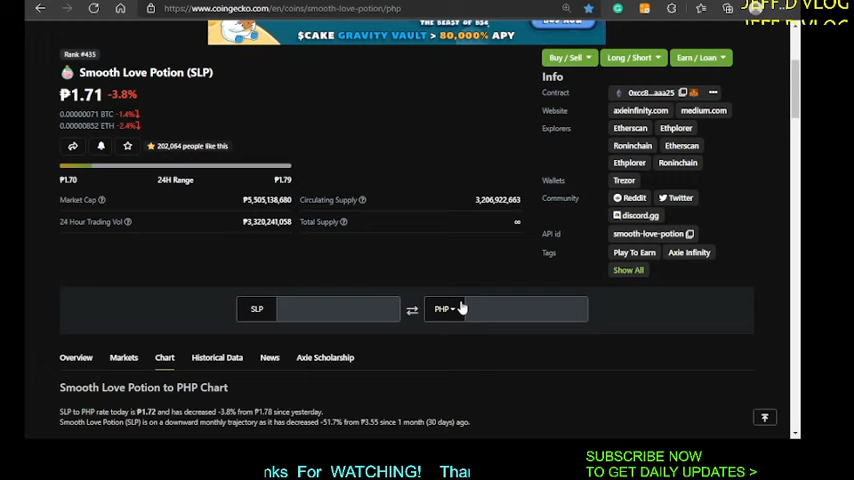 https://www.coingecko.com/en/coins/smooth-love-potion/php
JEFF.D VLOG
THE BEAST OF BSC
$CAKE GRAVITY VAULT > 80,000% APY
BUY NOW
Rank #435
Smooth Love Potion (SLP)
₱1.71 -3.8%
0.00000071 BTC -1.4%
0.00000852 ETH -2.4%
202,064 people like this
₱1.70 24H Range ₱1.79
Market Cap ₱5,505,138,680 Circulating Supply 3,206,922,663
24 Hour Trading Vol ₱3,320,241,058 Total Supply ∞
Buy / Sell Long / Short Earn / Loan
Info
Contract 0xcc8...aaa25
Website axieinfinity.com medium.com
Explorers Etherscan Ethplorer
Roninchain Etherscan
Ethplorer Roninchain
Wallets Trezor
Community Reddit Twitter
discord.gg
API id smooth-love-potion
Tags Play To Earn Axie Infinity
Show All
SLP PHP
Overview Markets Chart Historical Data News Axie Scholarship
Smooth Love Potion to PHP Chart
SLP to PHP rate today is ₱1.72 and has decreased -3.8% from ₱1.78 since yesterday.
Smooth Love Potion (SLP) is on a downward monthly trajectory as it has decreased -51.7% from ₱3.55 since 1 month (30 days) ago.
nks For WATCHING! Tha
SUBSCRIBE NOW
TO GET DAILY UPDATES >